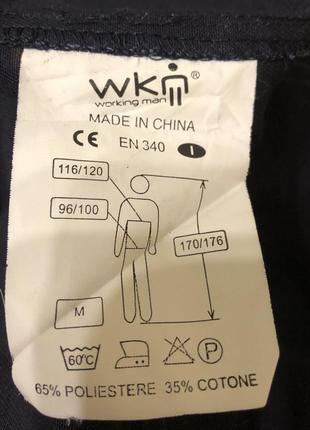 wkm®
working man
MADE IN CHINA
CE EN 340 I
116/120
96/100
170/176
M
60°C
P
65% POLIESTERE 35% COTONE